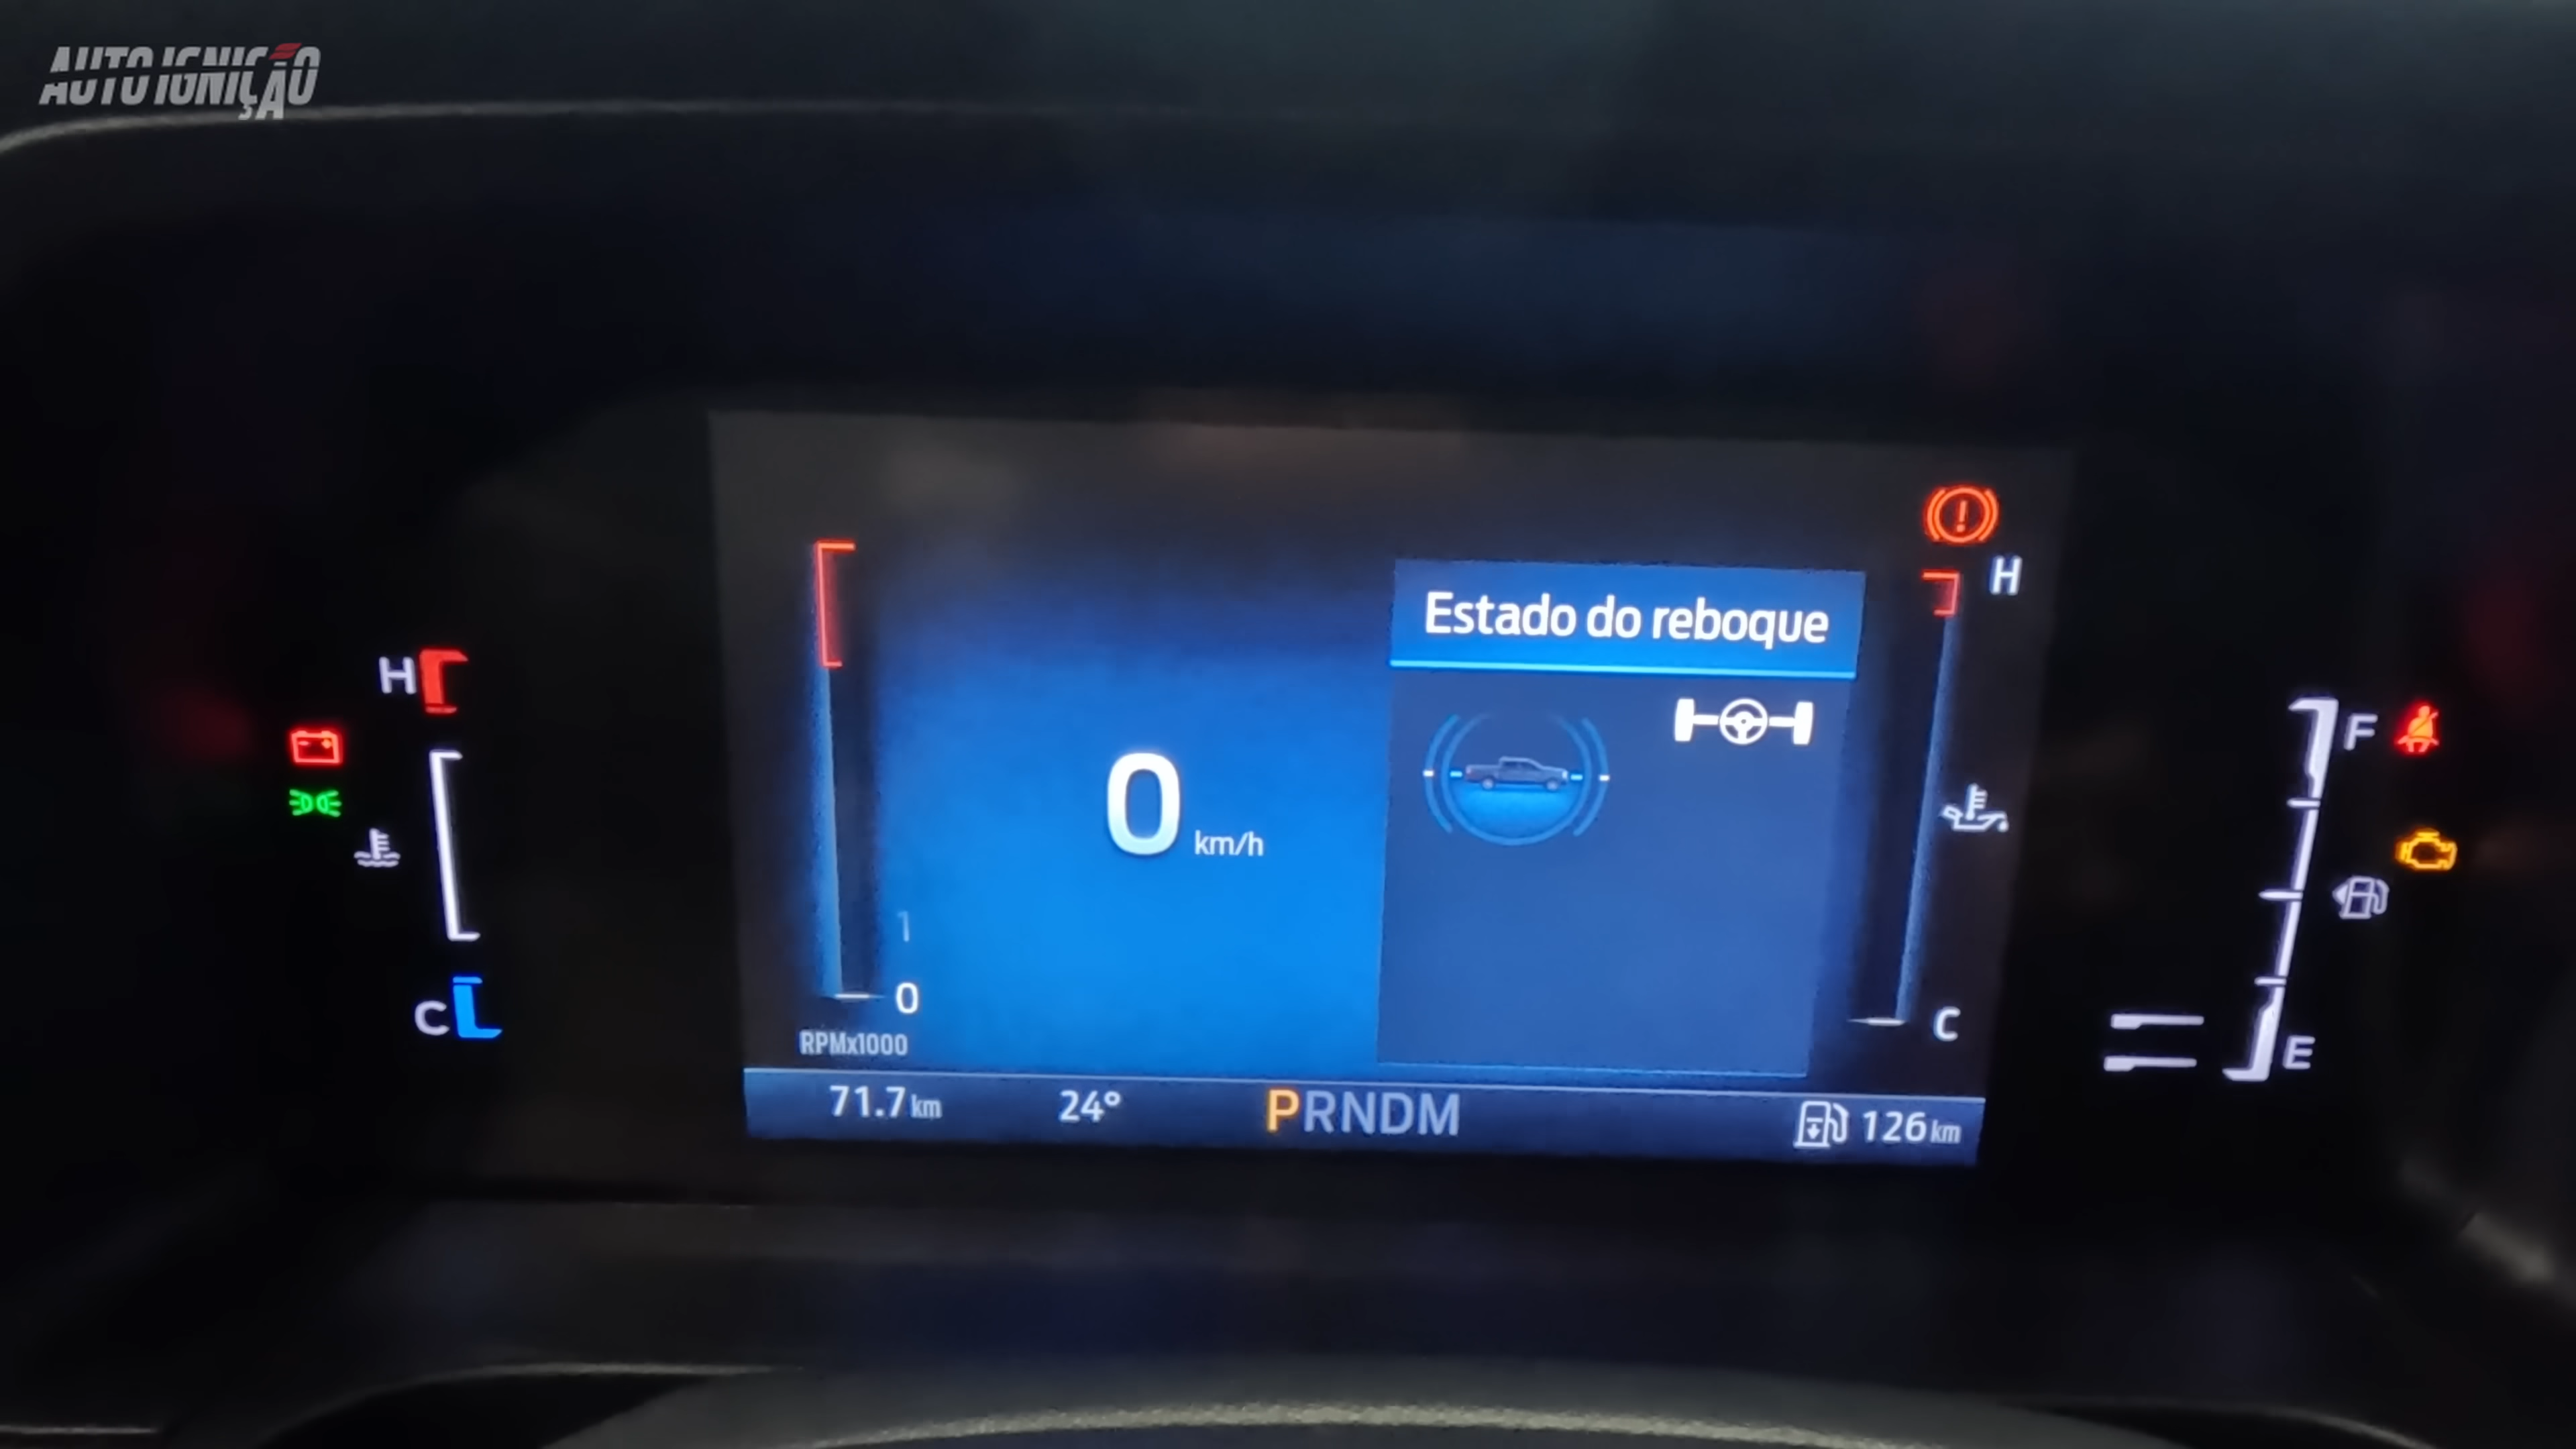 AUTO IGNIÇÃO
H
Estado do reboque
H
F
0 km/h
1
0
C
C
E
RPMx1000
71.7 km 24° PRNDM 126 km